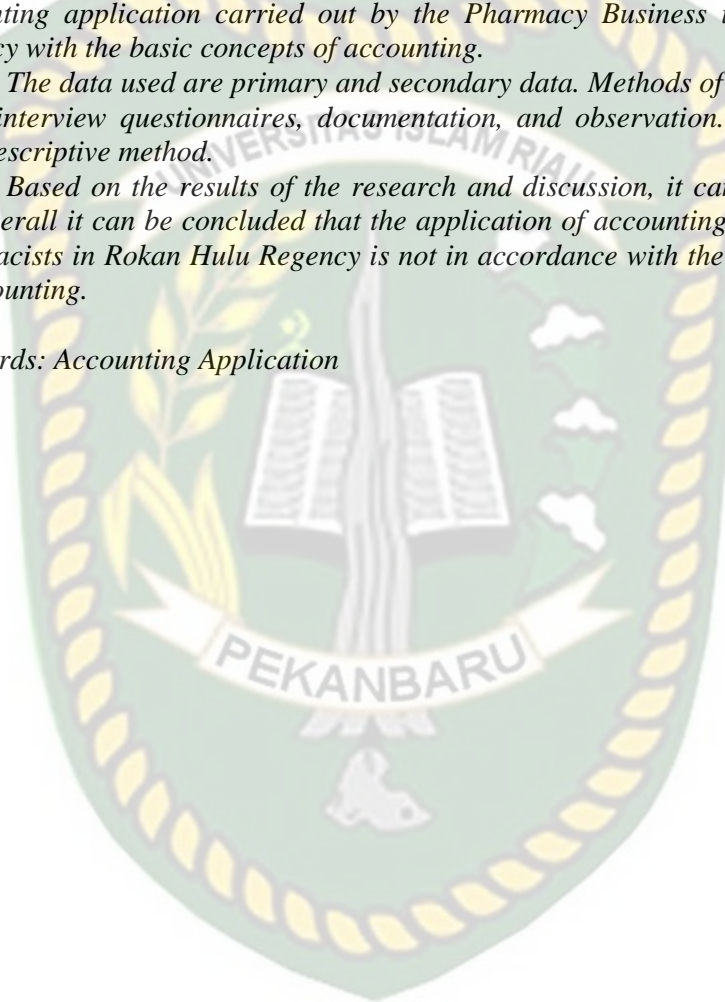 nting application carried out by the Pharmacy Business i
cy with the basic concepts of accounting.
The data used are primary and secondary data. Methods of
interview questionnaires, documentation, and observation.
escriptive method.
UNIVERSITAS ISLAM RIAU
Based on the results of the research and discussion, it ca
erall it can be concluded that the application of accounting
acists in Rokan Hulu Regency is not in accordance with the
ounting.
rds: Accounting Application
PEKANBARU